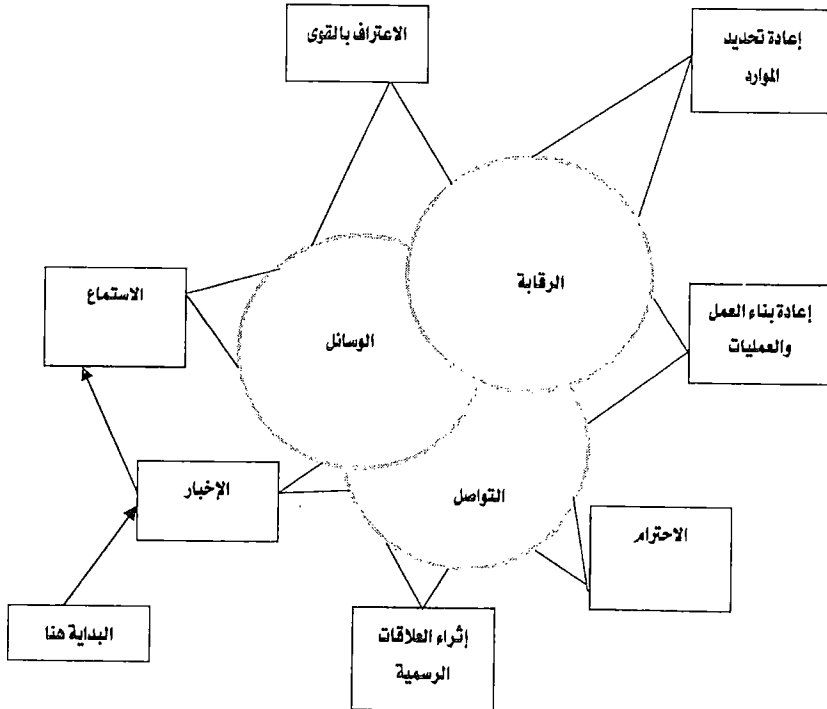 الاعتراف بالقوى
إعادة تحديد
الموارد
الرقابة
الاستماع
الوسائل
إعادة بناء العمل
والعمليات
الإخبار
التواصل
الاحترام
البداية هنا
إثراء العلاقات
الرسمية